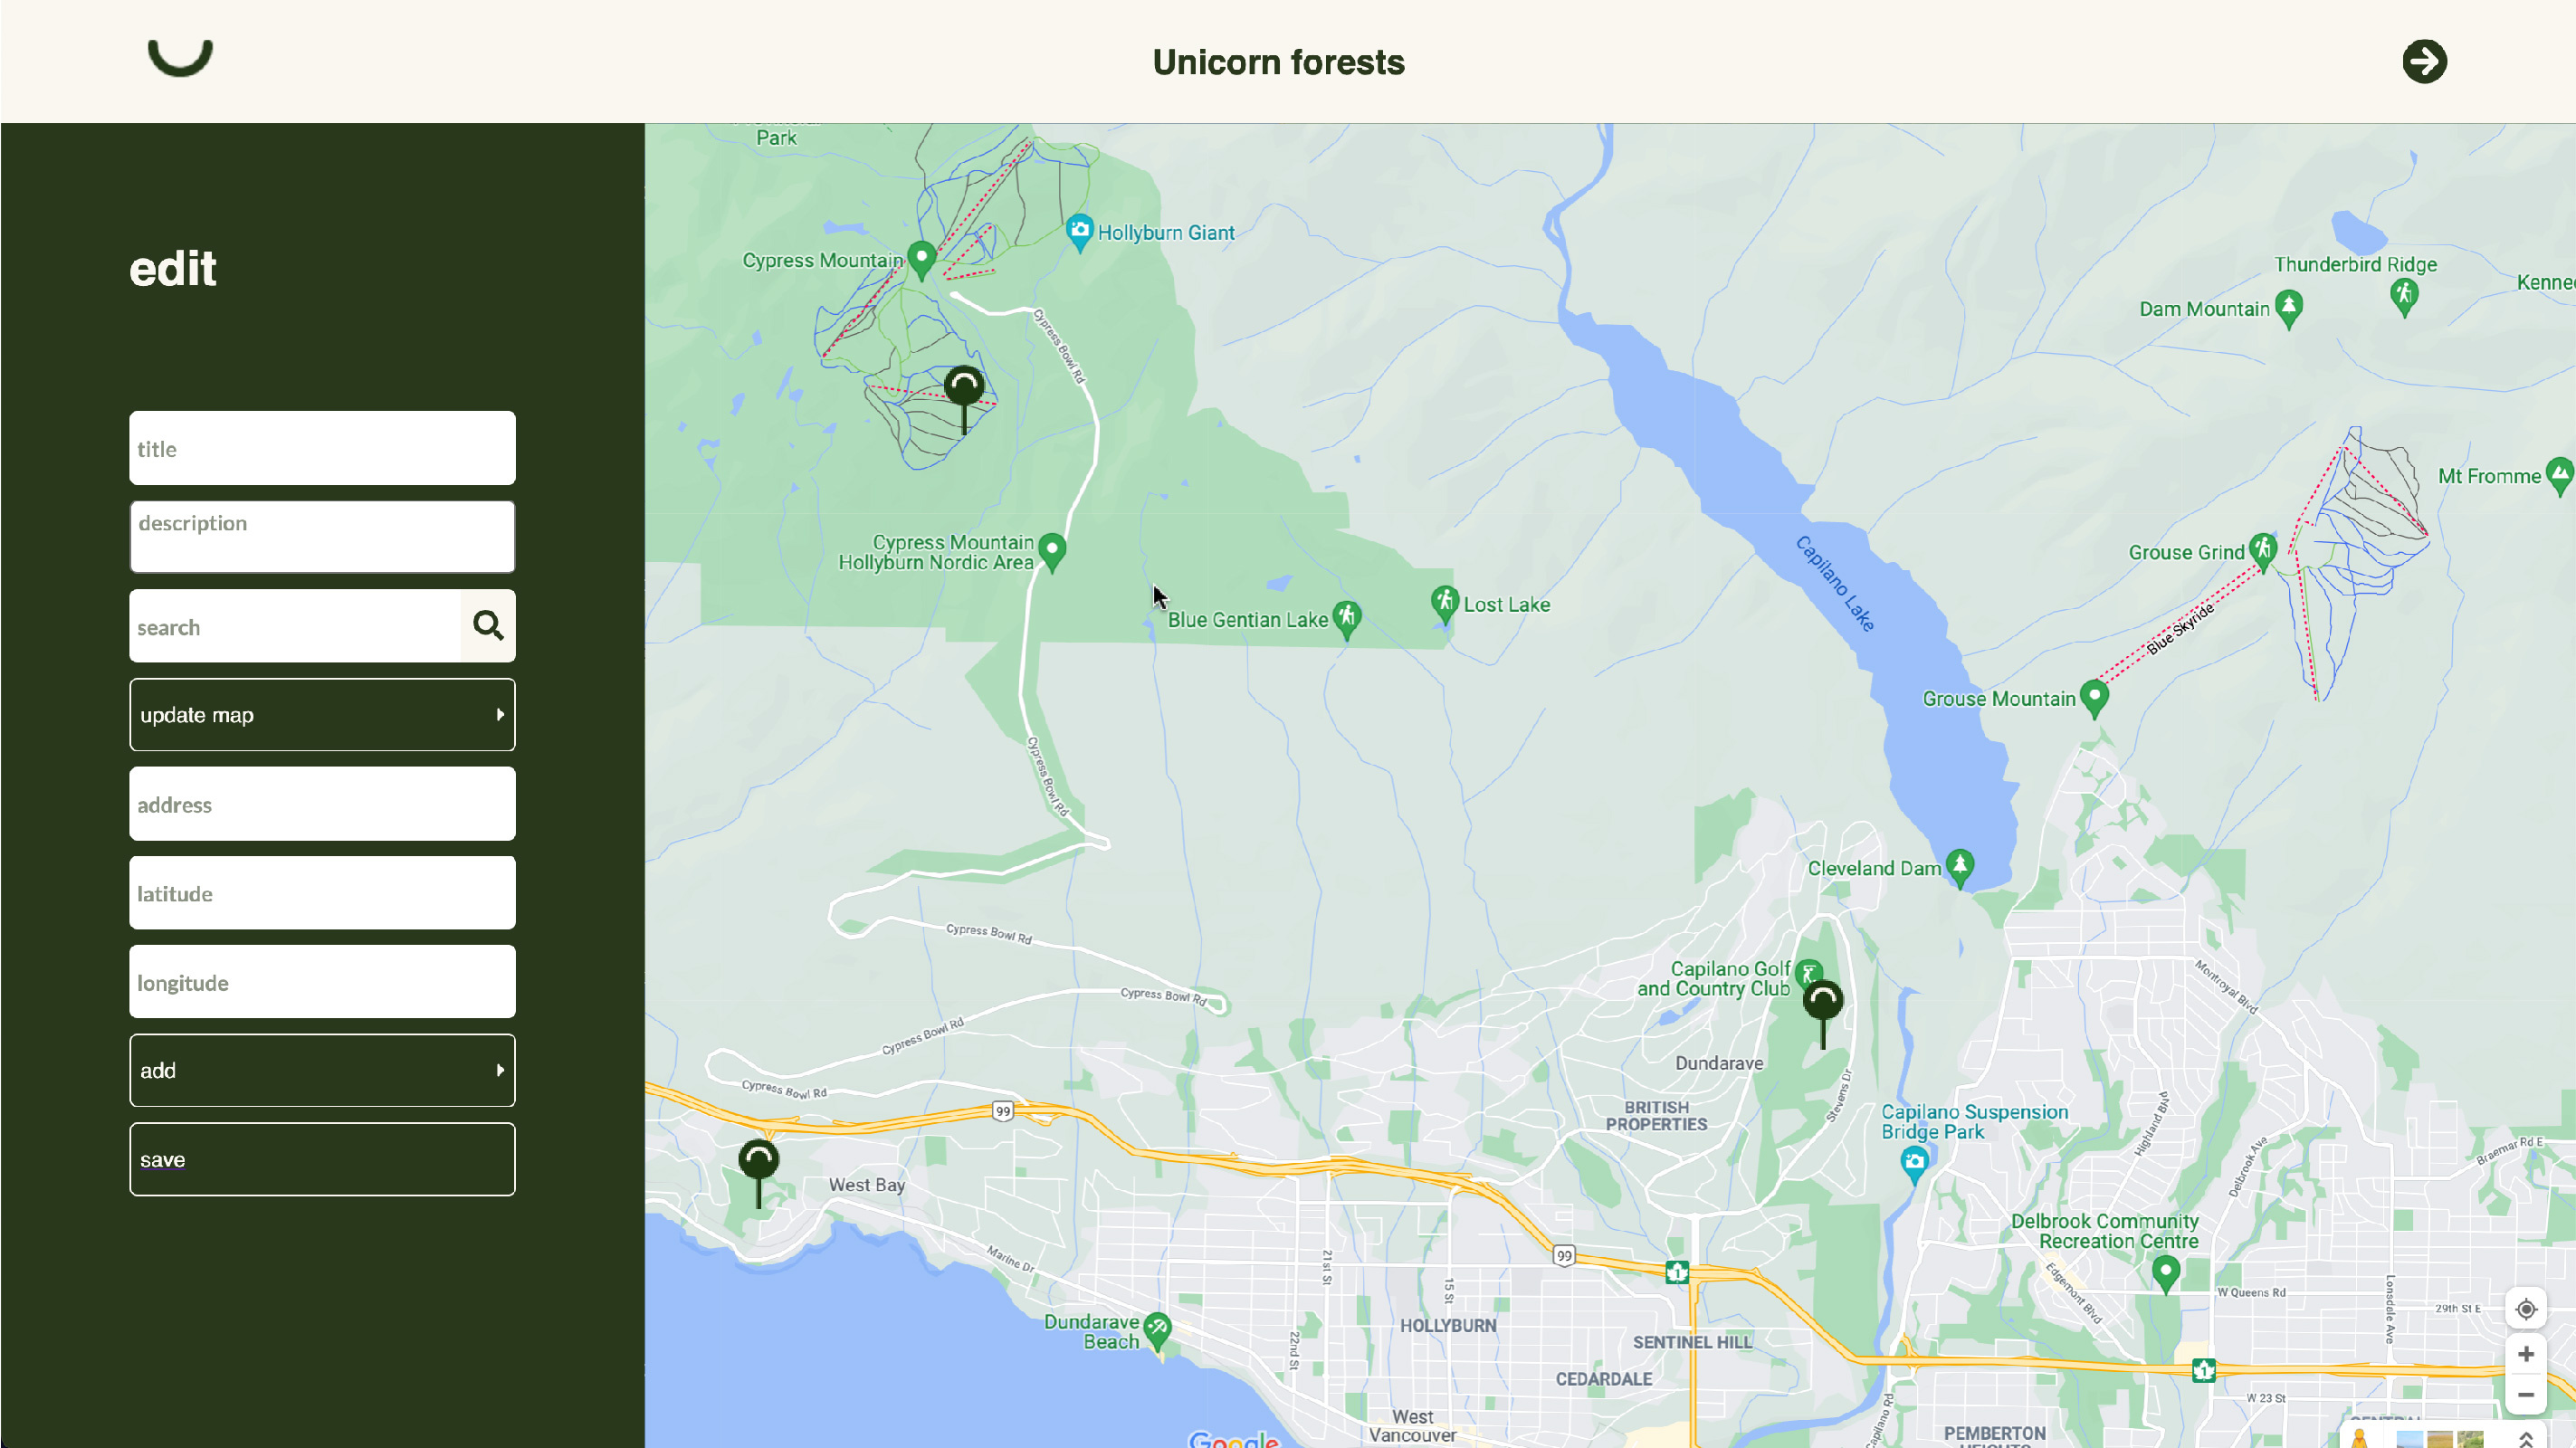 Unicorn forests
edit
title
description
search
update map
address
latitude
longitude
add
save
Park
Hollyburn Giant
Cypress Mountain
Cypress Bowl Rd
Thunderbird Ridge
Dam Mountain
Kenne
Mt Fromme
Cypress Mountain
Hollyburn Nordic Area
Blue Gentian Lake
Lost Lake
Capilano Lake
Grouse Grind
Blue Skyride
Grouse Mountain
Cypress Bowl Rd
Cleveland Dam
Cypress Bowl Rd
Capilano Golf
and Country Club
Cypress Bowl Rd
Montroyal Blvd
Cypress Bowl Rd
Dundarave
Cypress Bowl Rd
Stevens Dr
99
BRITISH
PROPERTIES
Capilano Suspension
Bridge Park
Highland Blvd
Delbrook Ave
Braemar Rd E
West Bay
Marine Dr
21st St
15 St
99
1
Delbrook Community
Recreation Centre
Edgemont Blvd
W Queens Rd
Lonsdale Ave
29th St E
Dundarave
Beach
22nd St
HOLLYBURN
SENTINEL HILL
CEDARDALE
1
W 23 St
West
Vancouver
Capilano Rd
PEMBERTON
HEIGHTS
Google